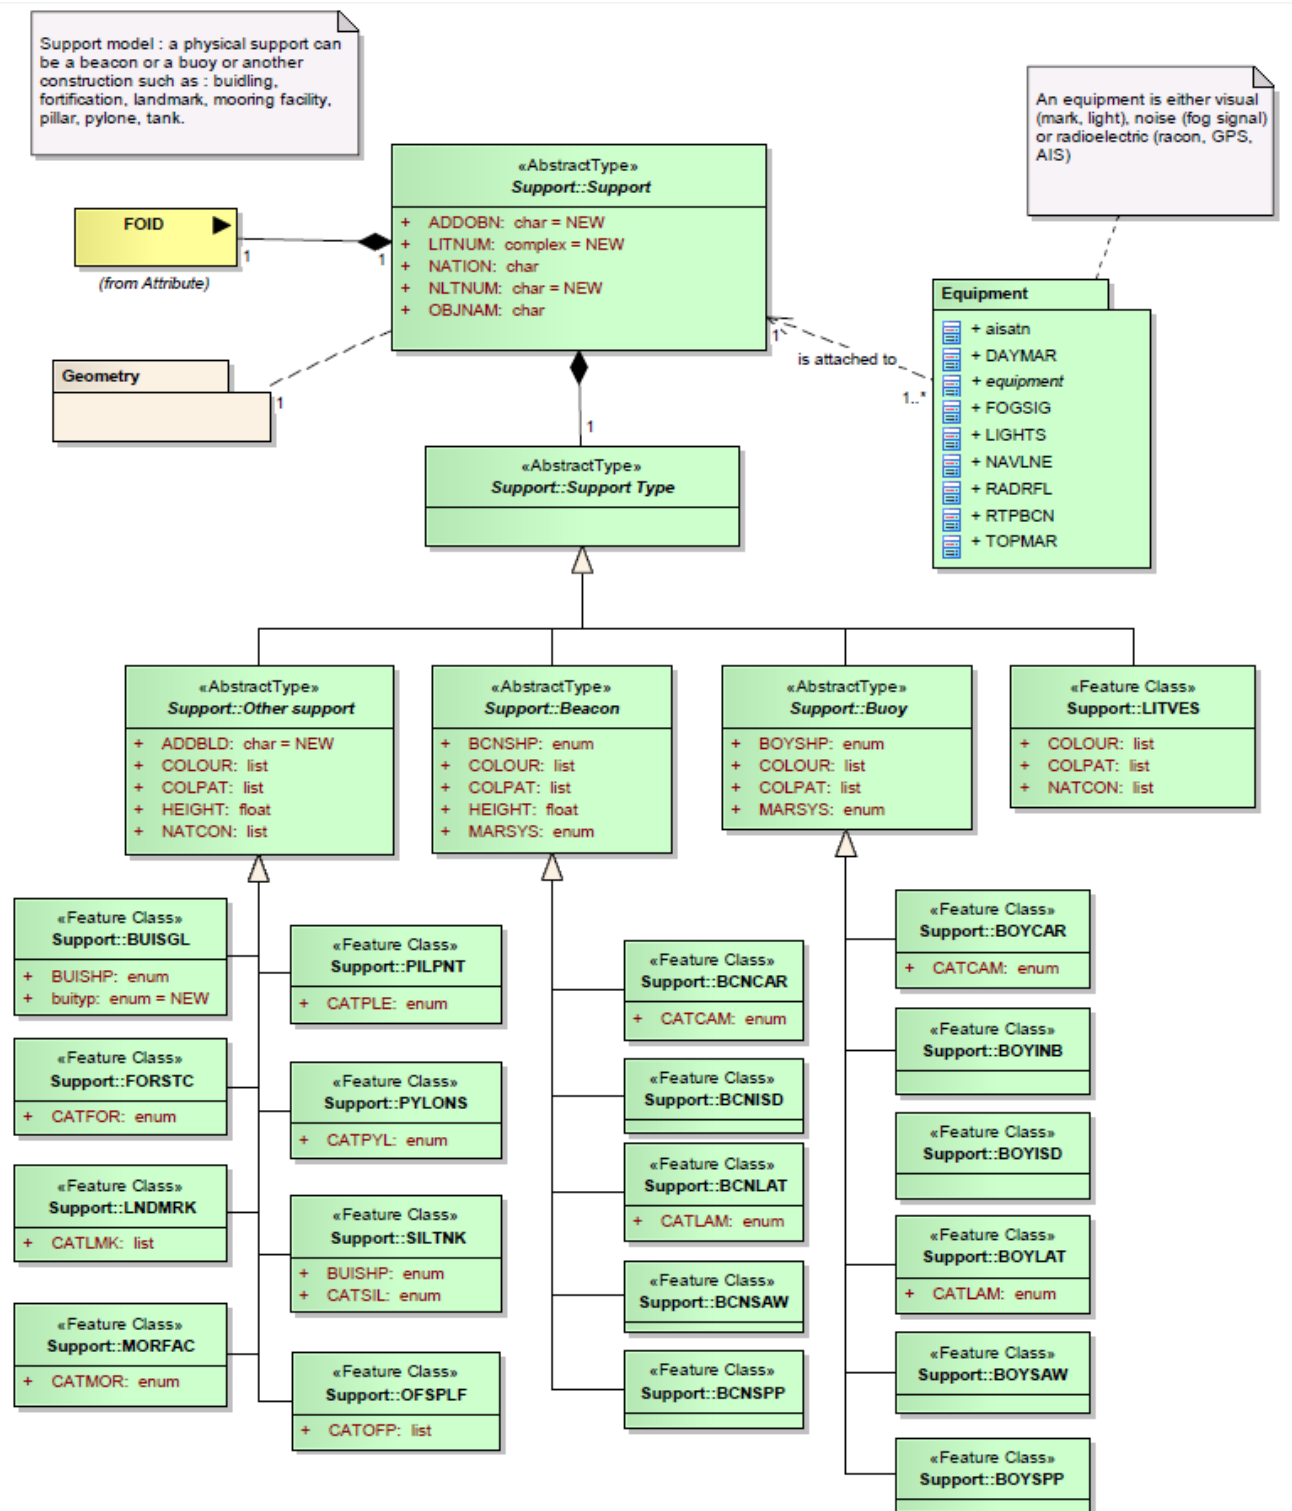 Support model : a physical support can
be a beacon or a buoy or another
construction such as : buidling,
fortification, landmark, mooring facility,
pillar, pylone, tank.
An equipment is either visual
(mark, light), noise (fog signal)
or radioelectric (racon, GPS,
AIS)
«AbstractType»
Support::Support
+ ADDOBN: char = NEW
+ LITNUM: complex = NEW
+ NATION: char
+ NLTNUM: char = NEW
+ OBJNAM: char
FOID
(from Attribute)
1
1
Geometry
1
1
is attached to
1..*
Equipment
+ aisatn
+ DAYMAR
+ equipment
+ FOGSIG
+ LIGHTS
+ NAVLNE
+ RADRFL
+ RTPBCN
+ TOPMAR
1
«AbstractType»
Support::Support Type
«AbstractType»
Support::Other support
+ ADDBLD: char = NEW
+ COLOUR: list
+ COLPAT: list
+ HEIGHT: float
+ NATCON: list
«AbstractType»
Support::Beacon
+ BCNSHP: enum
+ COLOUR: list
+ COLPAT: list
+ HEIGHT: float
+ MARSYS: enum
«AbstractType»
Support::Buoy
+ BOYSHP: enum
+ COLOUR: list
+ COLPAT: list
+ MARSYS: enum
«Feature Class»
Support::LITVES
+ COLOUR: list
+ COLPAT: list
+ NATCON: list
«Feature Class»
Support::BUISGL
+ BUISHP: enum
+ buityp: enum = NEW
«Feature Class»
Support::FORSTC
+ CATFOR: enum
«Feature Class»
Support::LNDMRK
+ CATLMK: list
«Feature Class»
Support::MORFAC
+ CATMOR: enum
«Feature Class»
Support::PILPNT
+ CATPLE: enum
«Feature Class»
Support::PYLONS
+ CATPYL: enum
«Feature Class»
Support::SILTNK
+ BUISHP: enum
+ CATSIL: enum
«Feature Class»
Support::OFSPLF
+ CATOFP: list
«Feature Class»
Support::BCNCAR
+ CATCAM: enum
«Feature Class»
Support::BCNISD
«Feature Class»
Support::BCNLAT
+ CATLAM: enum
«Feature Class»
Support::BCNSAW
«Feature Class»
Support::BCNSPP
«Feature Class»
Support::BOYCAR
+ CATCAM: enum
«Feature Class»
Support::BOYINB
«Feature Class»
Support::BOYISD
«Feature Class»
Support::BOYLAT
+ CATLAM: enum
«Feature Class»
Support::BOYSAW
«Feature Class»
Support::BOYSPP